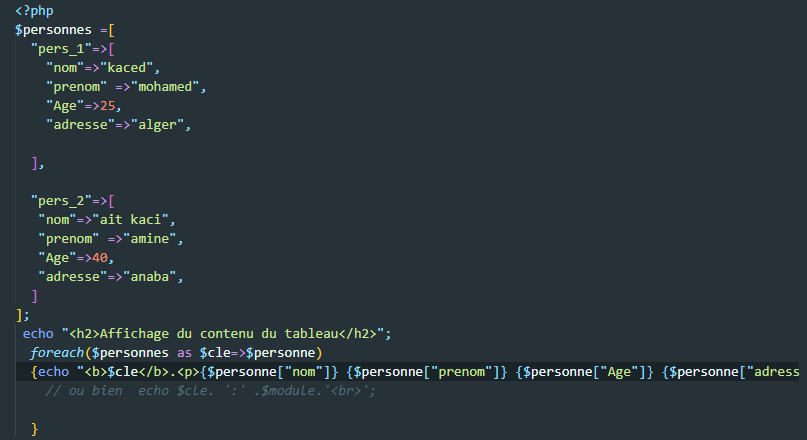 <?php
$personnes =[
"pers_1"=>[
"nom"=>"kaced",
"prenom" =>"mohamed",
"Age"=>25,
"adresse"=>"alger",
],
"pers_2"=>[
"nom"=>"ait kaci",
"prenom" =>"amine",
"Age"=>40,
"adresse"=>"anaba",
]
];
echo "<h2>Affichage du contenu du tableau</h2>";
foreach($personnes as $cle=>$personne)
{echo "<b>$cle</b>.<p>{$personne["nom"]} {$personne["prenom"]} {$personne["Age"]} {$personne["adress
// ou bien  echo $cle. ':' .$module.'<br>';
}